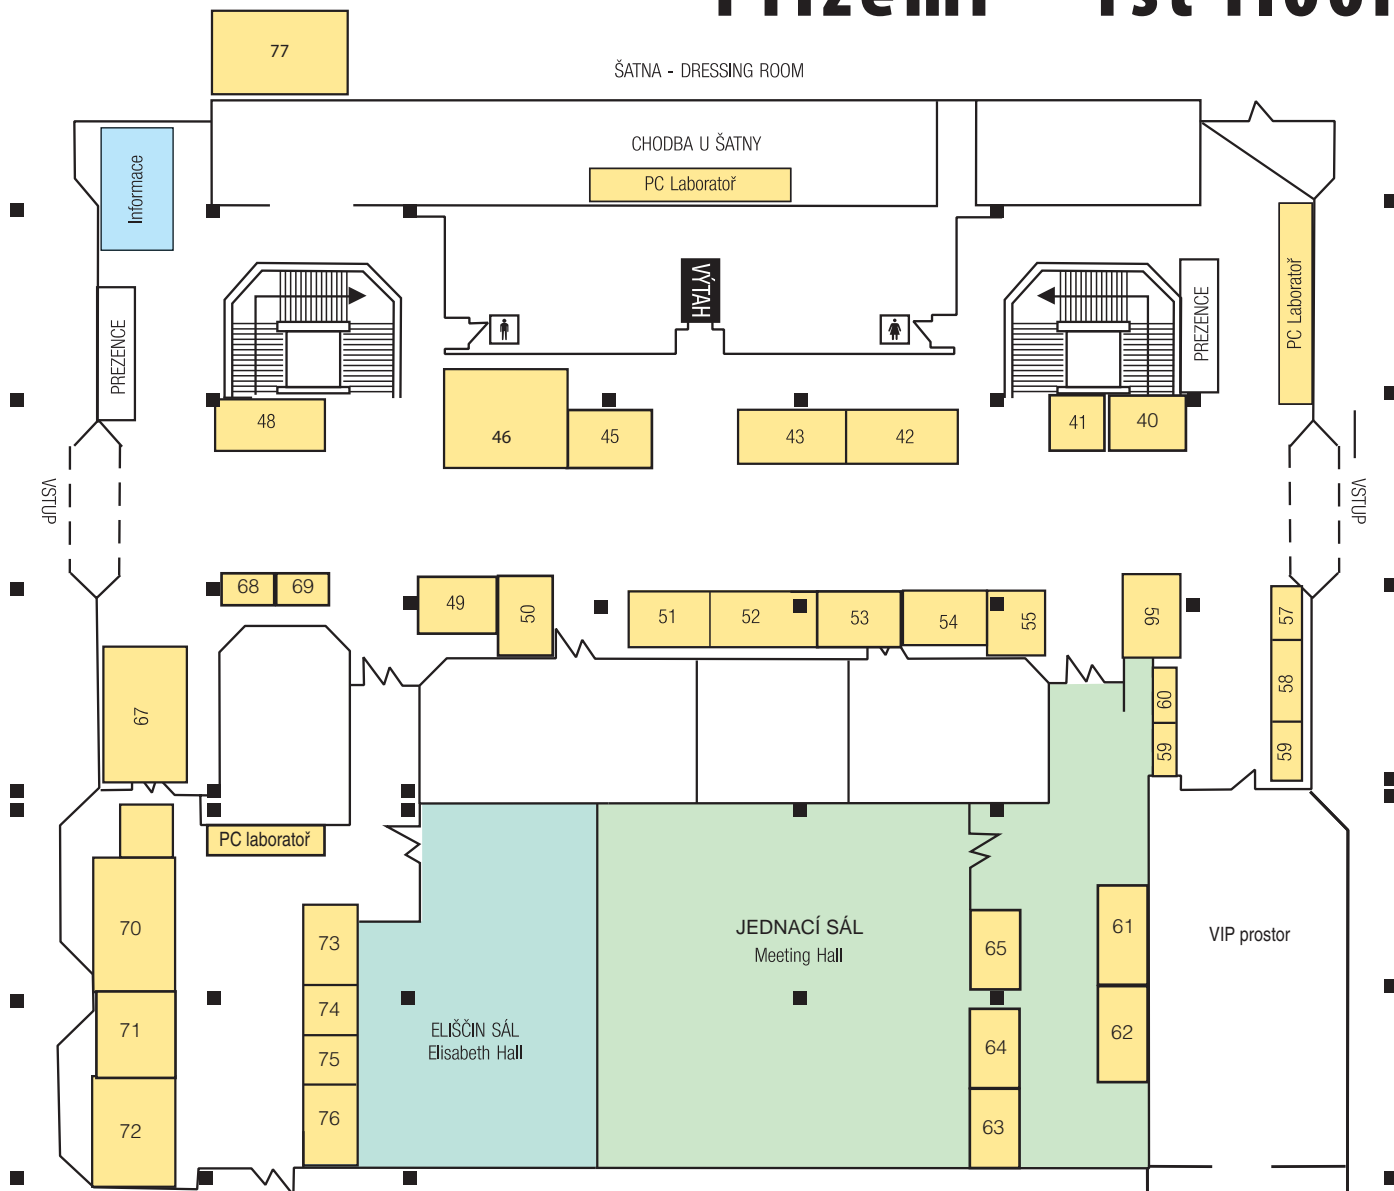 Přízemí 1st floor
77
ŠATNA - DRESSING ROOM
CHODBA U ŠATNY
PC Laboratoř
Informace
PREZENCE
VÝTAH
PREZENCE
PC Laboratoř
48
46
45
43
42
41
40
VSTUP
VSTUP
68
69
49
50
51
52
53
54
55
56
57
58
59
60
59
67
PC laboratoř
70
71
72
73
74
75
76
ELIŠČIN SÁL
Elisabeth Hall
JEDNACÍ SÁL
Meeting Hall
65
64
63
61
62
VIP prostor